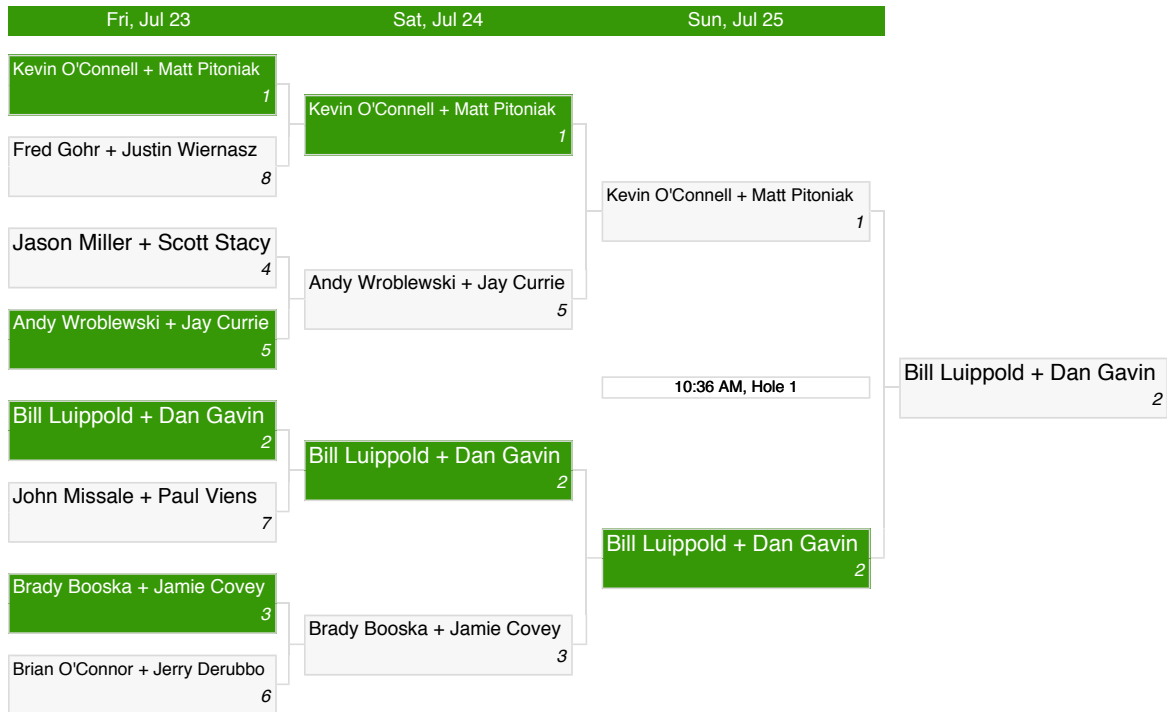 Fri, Jul 23
Sat, Jul 24
Sun, Jul 25
Kevin O'Connell + Matt Pitoniak
1
Fred Gohr + Justin Wiernasz
8
Jason Miller + Scott Stacy
4
Andy Wroblewski + Jay Currie
5
Bill Luippold + Dan Gavin
2
John Missale + Paul Viens
7
Brady Booska + Jamie Covey
3
Brian O'Connor + Jerry Derubbo
6
Kevin O'Connell + Matt Pitoniak
1
Andy Wroblewski + Jay Currie
5
Bill Luippold + Dan Gavin
2
Brady Booska + Jamie Covey
3
Kevin O'Connell + Matt Pitoniak
1
10:36 AM, Hole 1
Bill Luippold + Dan Gavin
2
Bill Luippold + Dan Gavin
2